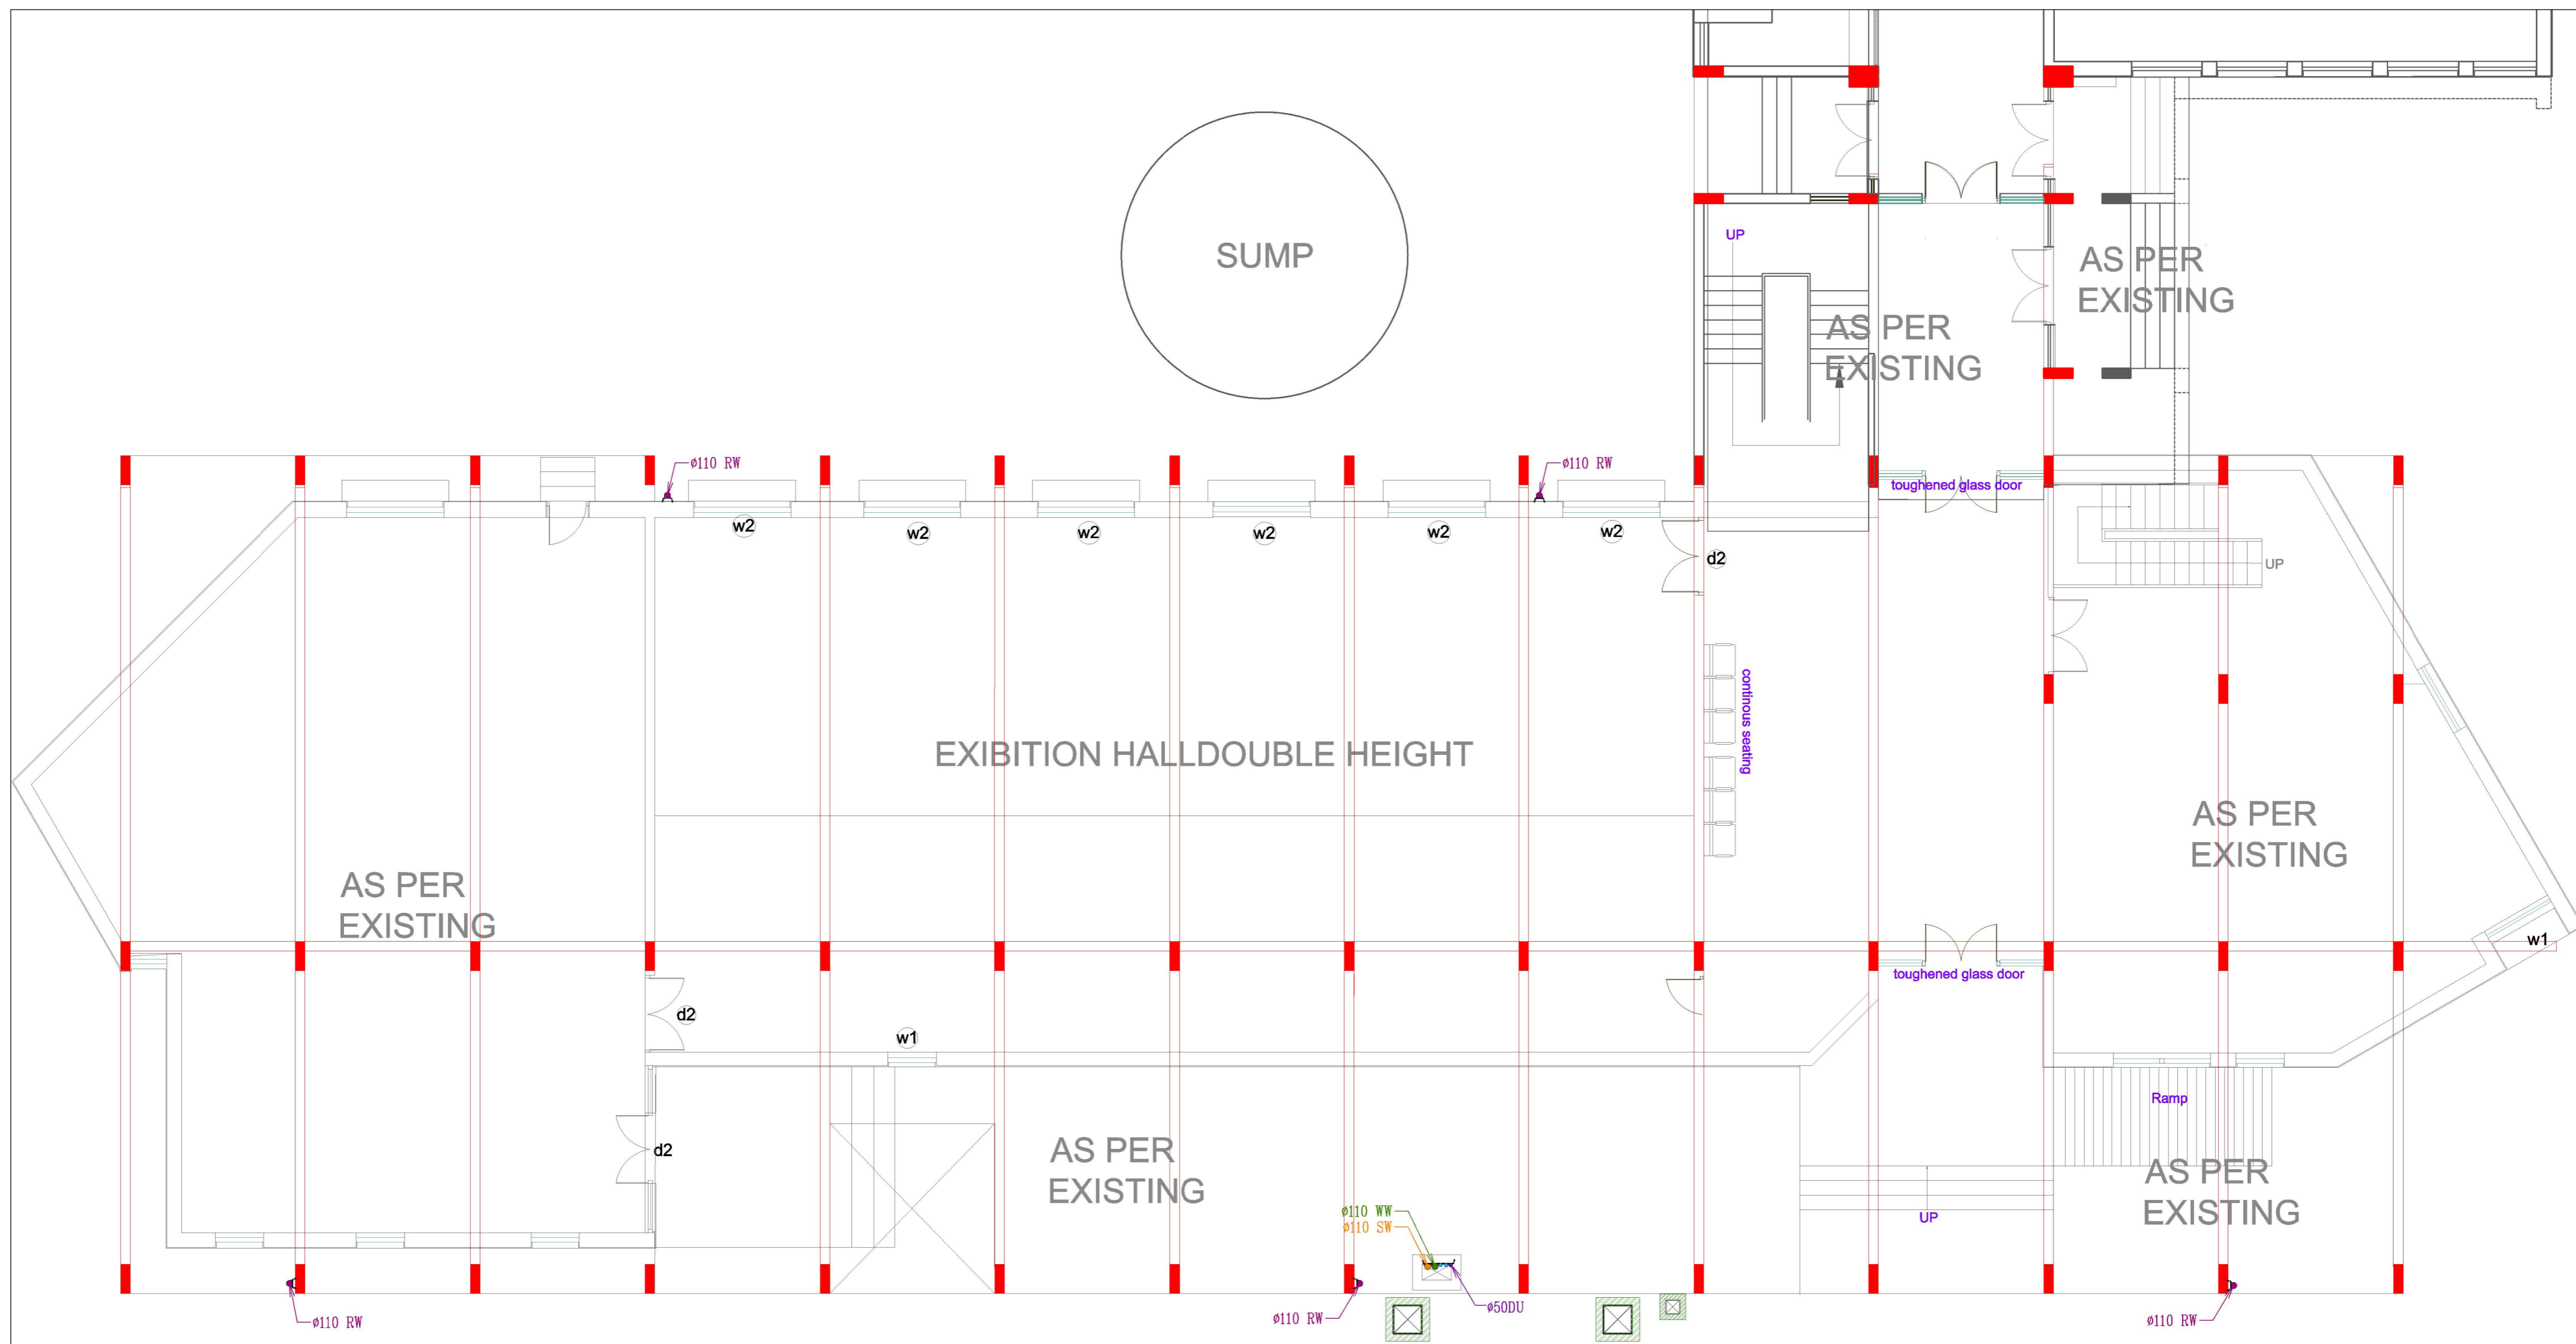 UP
SUMP
AS PER
EXISTING
AS PER
EXISTING
ø110 RW
ø110 RW
toughened glass door
w2
w2
w2
w2
w2
w2
d2
UP
continous seating
EXIBITION HALLDOUBLE HEIGHT
AS PER
EXISTING
AS PER
EXISTING
w1
toughened glass door
d2
w1
Ramp
d2
AS PER
EXISTING
AS PER
EXISTING
ø110 WW
ø110 SW
UP
ø50DU
ø110 RW
ø110 RW
ø110 RW